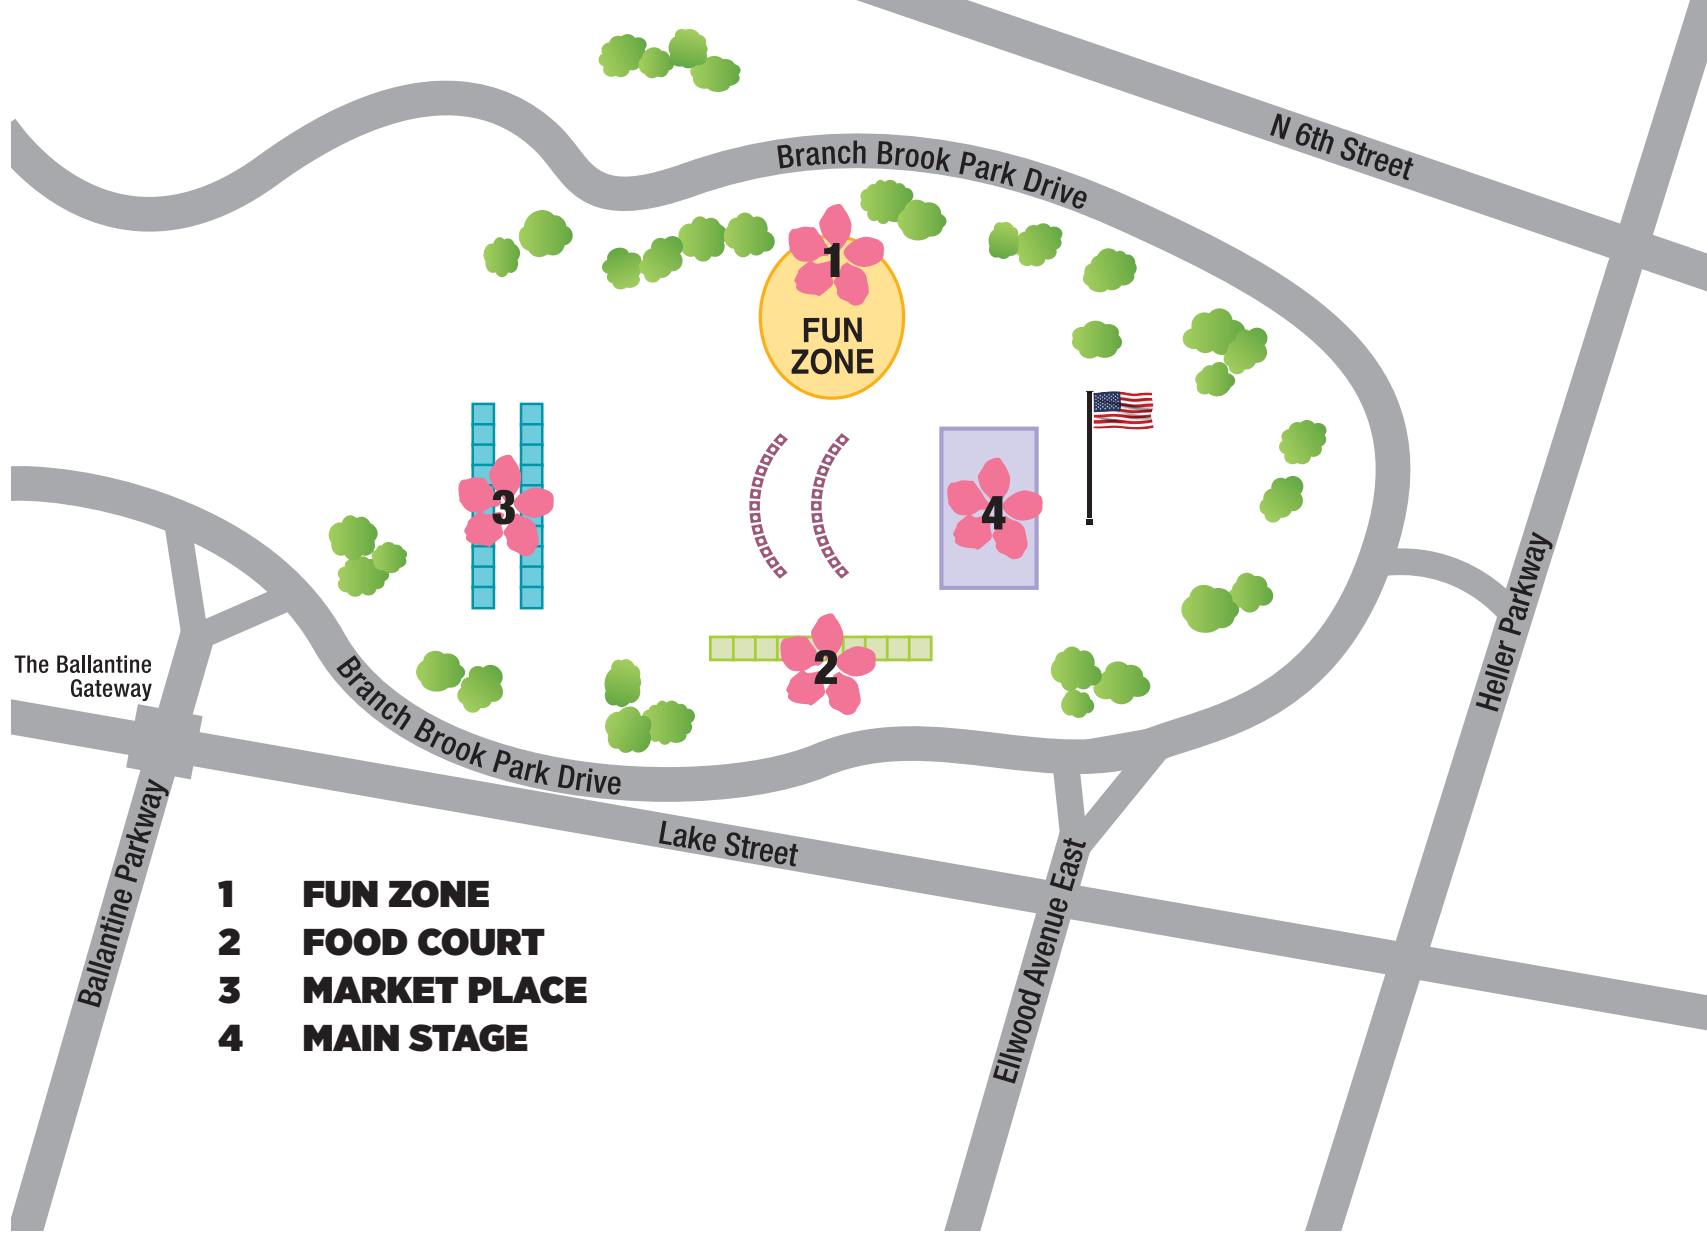 N 6th Street
Branch Brook Park Drive
1
FUN
ZONE
3
4
Heller Parkway
2
The Ballantine
Gateway
Branch Brook Park Drive
Lake Street
Ballantine Parkway
Ellwood Avenue East
1 FUN ZONE
2 FOOD COURT
3 MARKET PLACE
4 MAIN STAGE